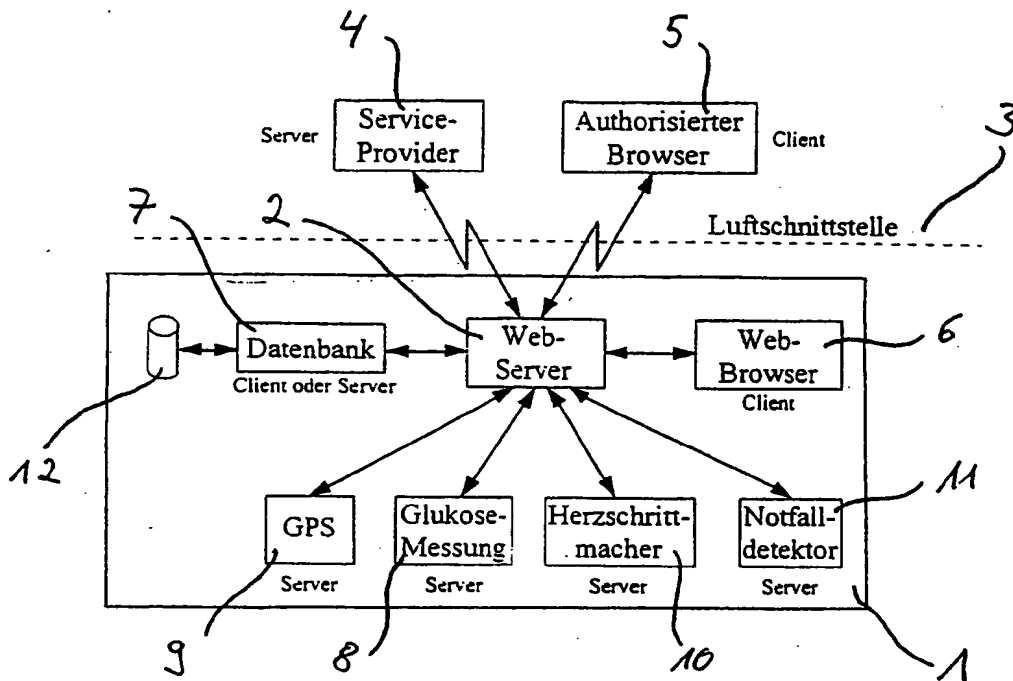 4
5
3
Server
Service-
Provider
Authorisierter
Browser
Client
7
2
Luftschnittstelle
Datenbank
Client oder Server
Web-
Server
Web-
Browser
Client
6
12
11
GPS
Server
Glukose-
Messung
Server
Herzschritt-
macher
Server
Notfall-
detektor
Server
9
8
10
1